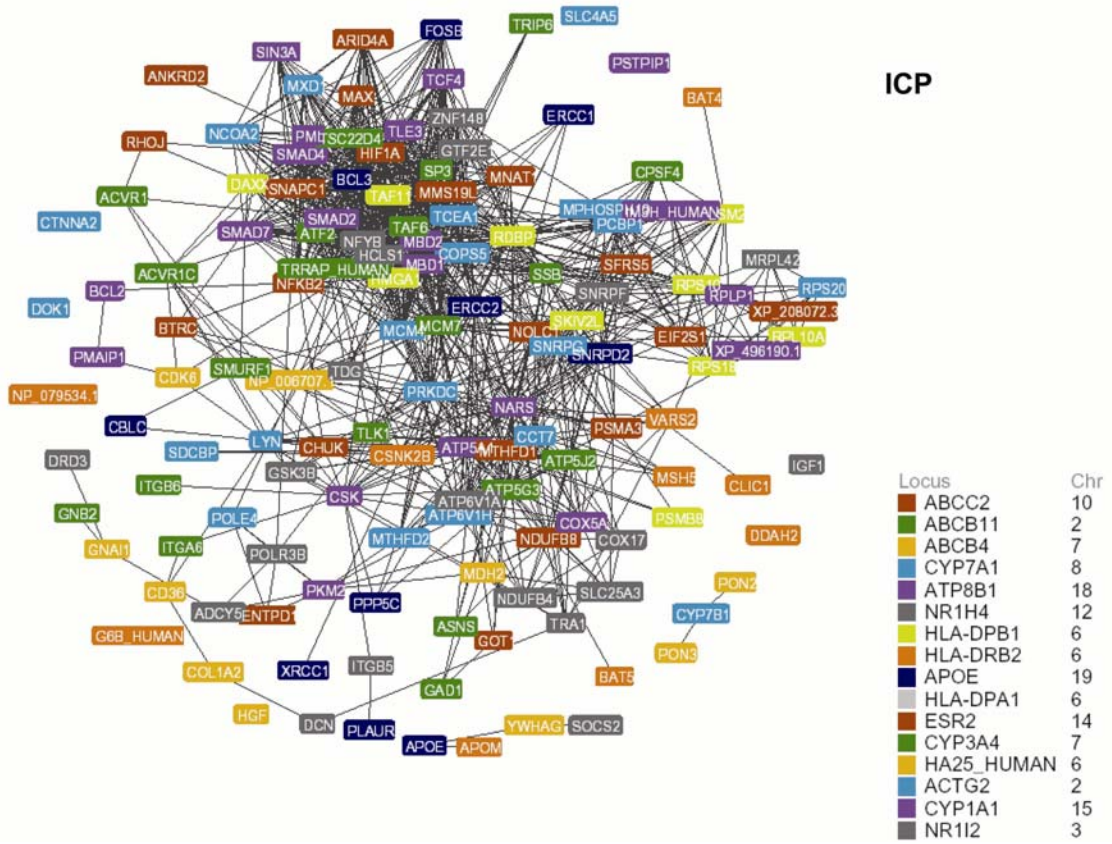 FOSB
TRIP6
SLC4A5
SIN3A
ARID4A
PSTPIP1
ICP
ANKRD2
MXD
TCF4
MAX
BAT4
ZNF148
ERCC1
NCOA2
TSC22D4
TLE3
RHOJ
SMAD4
HIF1A
GTF2E
SP3
MNAT1
CPSF4
DAXX
BCL3
SNAPC1
TAF11
MMS19L
ACVR1
MPHOSPH10
IMDH_HUMAN
SMAD2
TCEA1
PCBP1
CTNNA2
SMAD7
ATF2
TAF6
RDBP
NFYB
MBD2
HCLS1
COPS5
MRPL42
ACVR1C
TRRAP_HUMAN
MBD1
SFRS5
SSB
NFKB2
HMGA1
RPS10
RPS20
BCL2
SNRPF
RPLP1
DOK1
ERCC2
XP_208072.3
BTRC
MCM7
NOLC1
SKIV2L
EIF2S1
RPL10A
SNRPG
SNRPD2
XP_496190.1
PMAIP1
SMURF1
TDG
RPS18
CDK6
NP_006707.1
NP_079534.1
PRKDC
NARS
CBLC
VARS2
PSMA3
LYN
TLK1
CCT7
SDCBP
CHUK
CSNK2B
MTHFD1
ATP5J2
DRD3
GSK3B
IGF1
MSH5
CLIC1
ITGB6
CSK
ATP5G3
ATP6V1A
GNB2
POLE4
ATP6V1H
PSMB8
COX5A
DDAH2
MTHFD2
NDUFB8
COX17
GNAI1
ITGA6
POLR3B
MDH2
CD36
PKM2
SLC25A3
PON2
PPP5C
NDUFB4
ADCY5
ENTPD1
CYP7B1
G6B_HUMAN
ASNS
TRA1
GOT1
PON3
COL1A2
XRCC1
ITGB5
BAT5
GAD1
HGF
DCN
PLAUR
YWHAG
SOCS2
APOE
APOM
Locus Chr
ABCC2 10
ABCB11 2
ABCB4 7
CYP7A1 8
ATP8B1 18
NR1H4 12
HLA-DPB1 6
HLA-DRB2 6
APOE 19
HLA-DPA1 6
ESR2 14
CYP3A4 7
HA25_HUMAN 6
ACTG2 2
CYP1A1 15
NR1I2 3